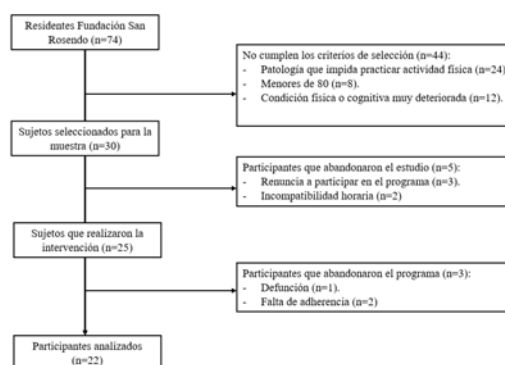 Residentes Fundación San
Rosendo (n=74)
No cumplen los criterios de selección (n=44):
- Patología que impida practicar actividad física (n=24)
- Menores de 80 (n=8).
- Condición física o cognitiva muy deteriorada (n=12).
Sujetos seleccionados para la
muestra (n=30)
Participantes que abandonaron el estudio (n=5)
- Renuncia a participar en el programa (n=3).
- Incompatibilidad horaria (n=2)
Sujetos que realizaron la
intervención (n=25)
Participantes que abandonaron el programa (n=3):
- Defunción (n=1).
- Falta de adherencia (n=2)
Participantes analizados
(n=22)